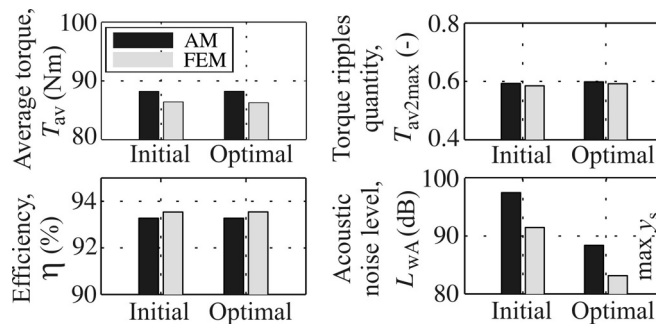 Average torque,
T_av (Nm)
100
90
80
AM
FEM
Initial Optimal
Torque ripples
quantity,
T_av2max (-)
0.8
0.6
0.4
Initial Optimal
Efficiency,
η (%)
94
92
90
Initial Optimal
Acoustic
noise level,
L_wA (dB)
100
90
80
Initial Optimal
max y_s